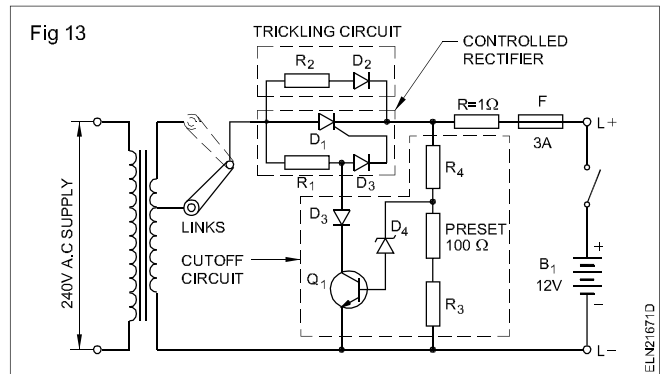 Fig 13
TRICKLING CIRCUIT
CONTROLLED
RECTIFIER
R2
D2
D1
R1
D3
R=1Ω
F
3A
L+
R4
LINKS
D3
D4
PRESET
100 Ω
240V A.C SUPPLY
CUTOFF
CIRCUIT
Q1
R3
B1
12V
+
−
L−
ELN21671D